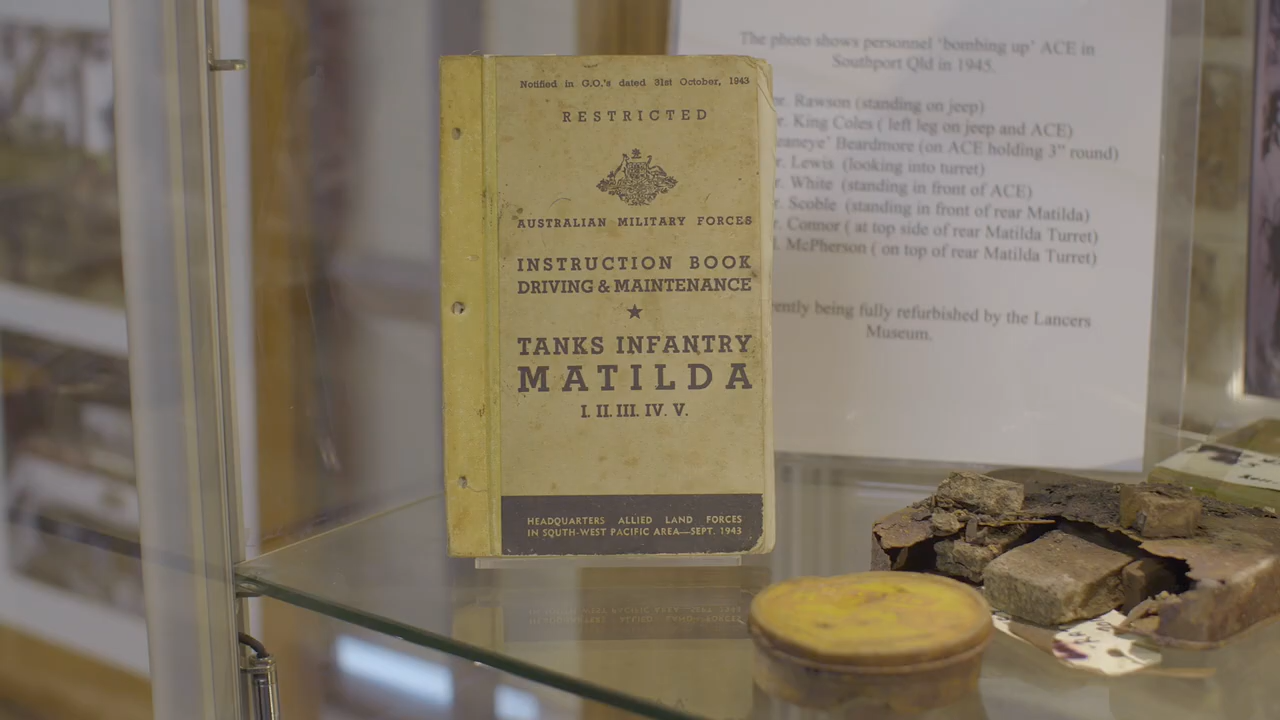 Notified in G.O.'s dated 31st October, 1943
RESTRICTED
AUSTRALIAN MILITARY FORCES
INSTRUCTION BOOK
DRIVING & MAINTENANCE
TANKS INFANTRY
MATILDA
I. II. III. IV. V.
HEADQUARTERS ALLIED LAND FORCES
IN SOUTH-WEST PACIFIC AREA—SEPT. 1943
The photo shows personnel 'bombing up' ACE in
Southport Qld in 1945.
Rawson (standing on jeep)
King Coles ( left leg on jeep and ACE)
Beardmore (on ACE holding 3" round)
Lewis (looking into turret)
White (standing in front of ACE)
Scoble (standing in front of rear Matilda)
Connor ( at top side of rear Matilda Turret)
McPherson ( on top of rear Matilda Turret)
being fully refurbished by the Lancers
Museum.